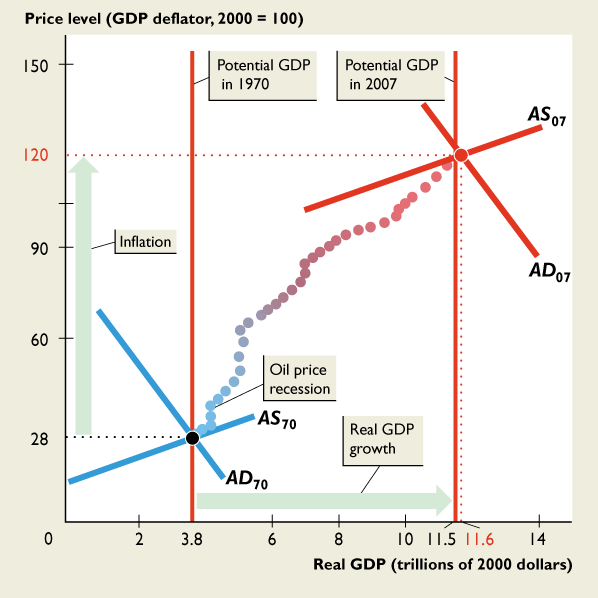 Price level (GDP deflator, 2000 = 100)
150
Potential GDP
in 1970
Potential GDP
in 2007
AS07
120
Inflation
90
AD07
60
Oil price
recession
AS70
28
Real GDP
growth
AD70
0
2
3.8
6
8
10
11.5
11.6
14
Real GDP (trillions of 2000 dollars)